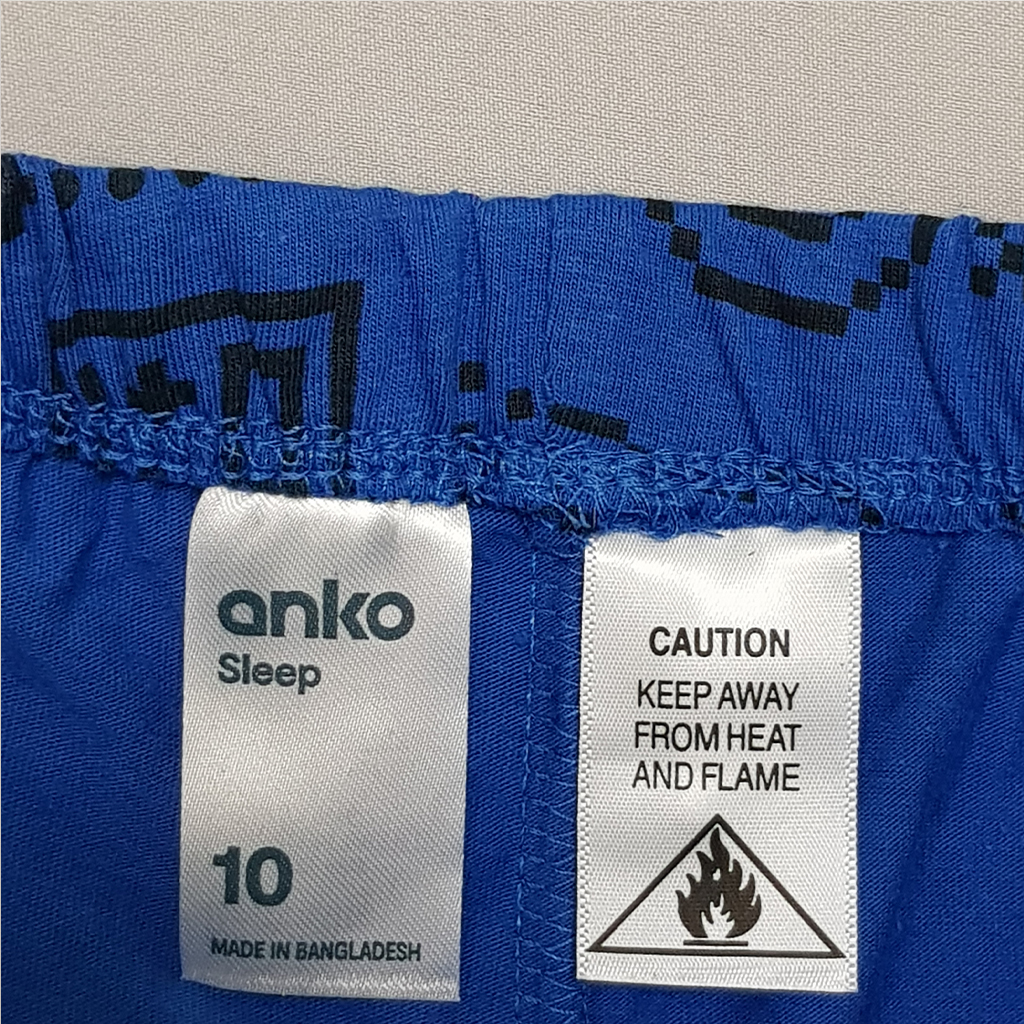 anko
Sleep
10
MADE IN BANGLADESH
CAUTION
KEEP AWAY
FROM HEAT
AND FLAME